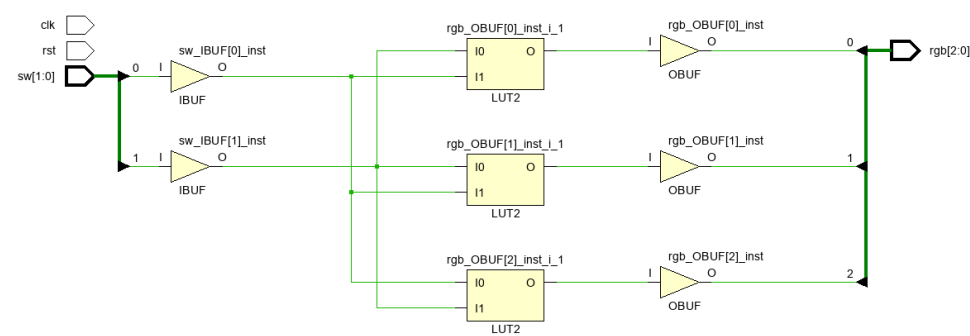 clk
rst
sw[1:0]
0
1
sw_IBUF[0]_inst
I
O
IBUF
sw_IBUF[1]_inst
I
O
IBUF
rgb_OBUF[0]_inst_i_1
I0
I1
O
LUT2
rgb_OBUF[1]_inst_i_1
I0
I1
O
LUT2
rgb_OBUF[2]_inst_i_1
I0
I1
O
LUT2
rgb_OBUF[0]_inst
I
O
OBUF
rgb_OBUF[1]_inst
I
O
OBUF
rgb_OBUF[2]_inst
I
O
OBUF
0
1
2
rgb[2:0]